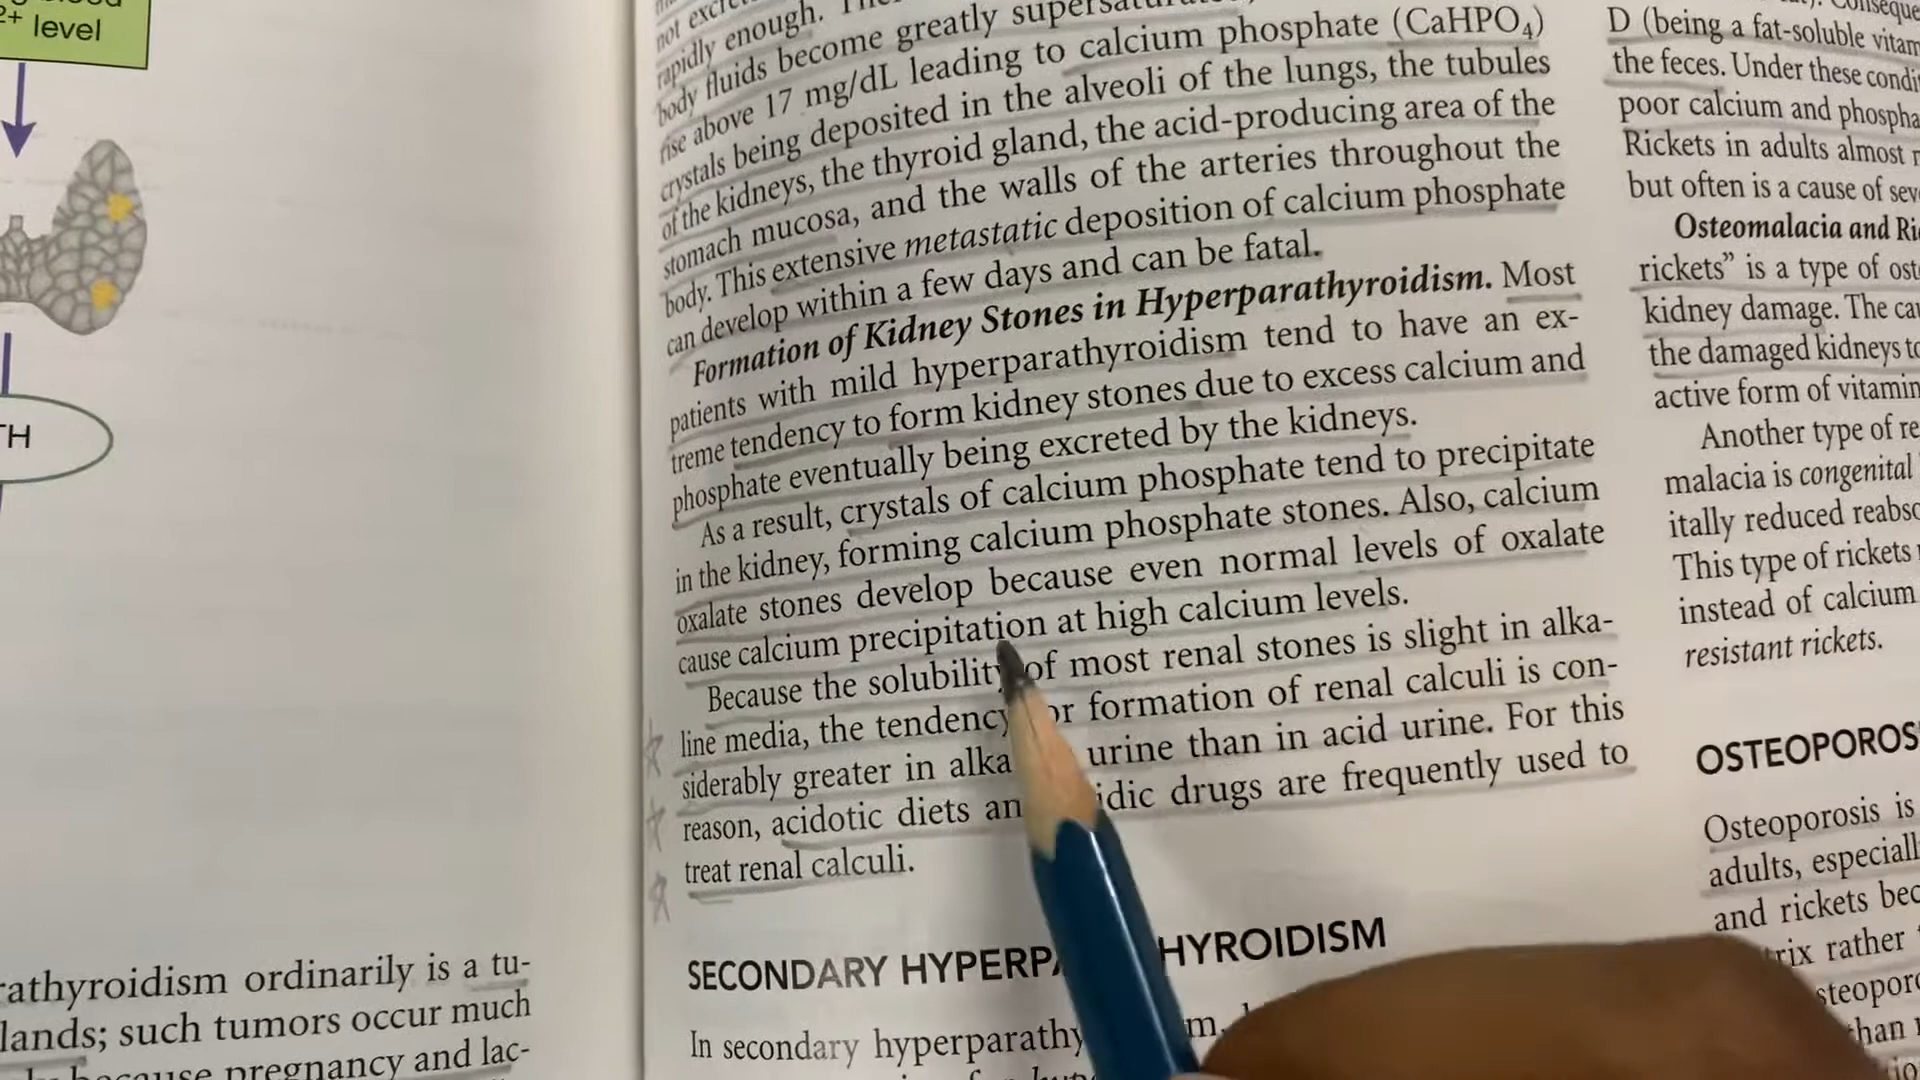 2+ level
TH
rathyroidism ordinarily is a tu-
lands; such tumors occur much
because pregnancy and lac-
not
rapidly enough.
body fluids become greatly
rise above 17 mg/dL leading to calcium phosphate (CaHPO4)
crystals being deposited in the alveoli of the lungs, the tubules
of the kidneys, the thyroid gland, the acid-producing area of the
stomach mucosa, and the walls of the arteries throughout the
body. This extensive metastatic deposition of calcium phosphate
can develop within a few days and can be fatal.
Formation of Kidney Stones in Hyperparathyroidism. Most
patients with mild hyperparathyroidism tend to have an ex-
treme tendency to form kidney stones due to excess calcium and
phosphate eventually being excreted by the kidneys.
As a result, crystals of calcium phosphate tend to precipitate
in the kidney, forming calcium phosphate stones. Also, calcium
oxalate stones develop because even normal levels of oxalate
cause calcium precipitation at high calcium levels.
Because the solubility of most renal stones is slight in alka-
line media, the tendency or formation of renal calculi is con-
siderably greater in alka urine than in acid urine. For this
reason, acidotic diets an idic drugs are frequently used to
treat renal calculi.
SECONDARY HYPERPA HYROIDISM
In secondary hyperparathy m,
Conseque
D (being a fat-soluble vitam
the feces. Under these condit
poor calcium and phospha
Rickets in adults almost n
but often is a cause of sev
Osteomalacia and Ri
rickets” is a type of ost
kidney damage. The cau
the damaged kidneys to
active form of vitamin
Another type of re
malacia is congenital
itally reduced reabso
This type of rickets
instead of calcium
resistant rickets.
OSTEOPOROS
Osteoporosis is
adults, especiall
and rickets bec
trix rather
steoporo
than